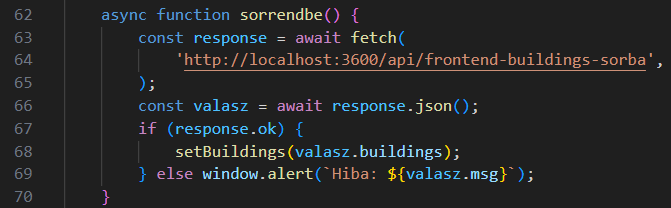 62 async function sorrendbe() {
63 const response = await fetch(
64 'http://localhost:3600/api/frontend-buildings-sorba',
65 );
66 const valasz = await response.json();
67 if (response.ok) {
68 setBuildings(valasz.buildings);
69 } else window.alert(`Hiba: ${valasz.msg}`);
70 }